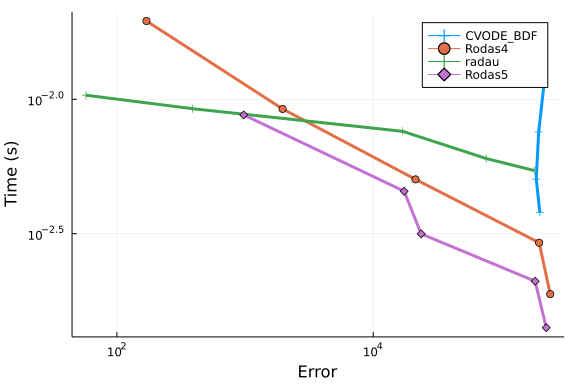 CVODE_BDF
Rodas4
radau
Rodas5
10^-2.0
10^-2.5
Time (s)
10^2
10^4
Error